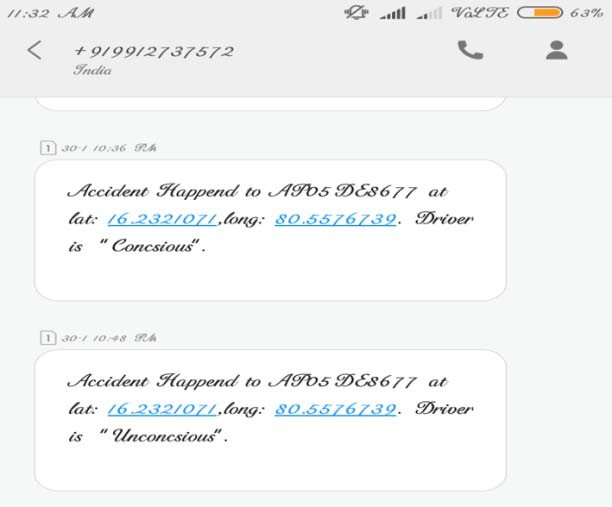 11:32 AM VoLTE 63%
+919912737572
India
1 30-1 10:36 PM
Accident Happend to AP05 DE8677 at
lat: 16.2321071,long: 80.5576739. Driver
is "Concsious".
1 30-1 10:48 PM
Accident Happend to AP05 DE8677 at
lat: 16.2321071,long: 80.5576739. Driver
is "Unconcsious".